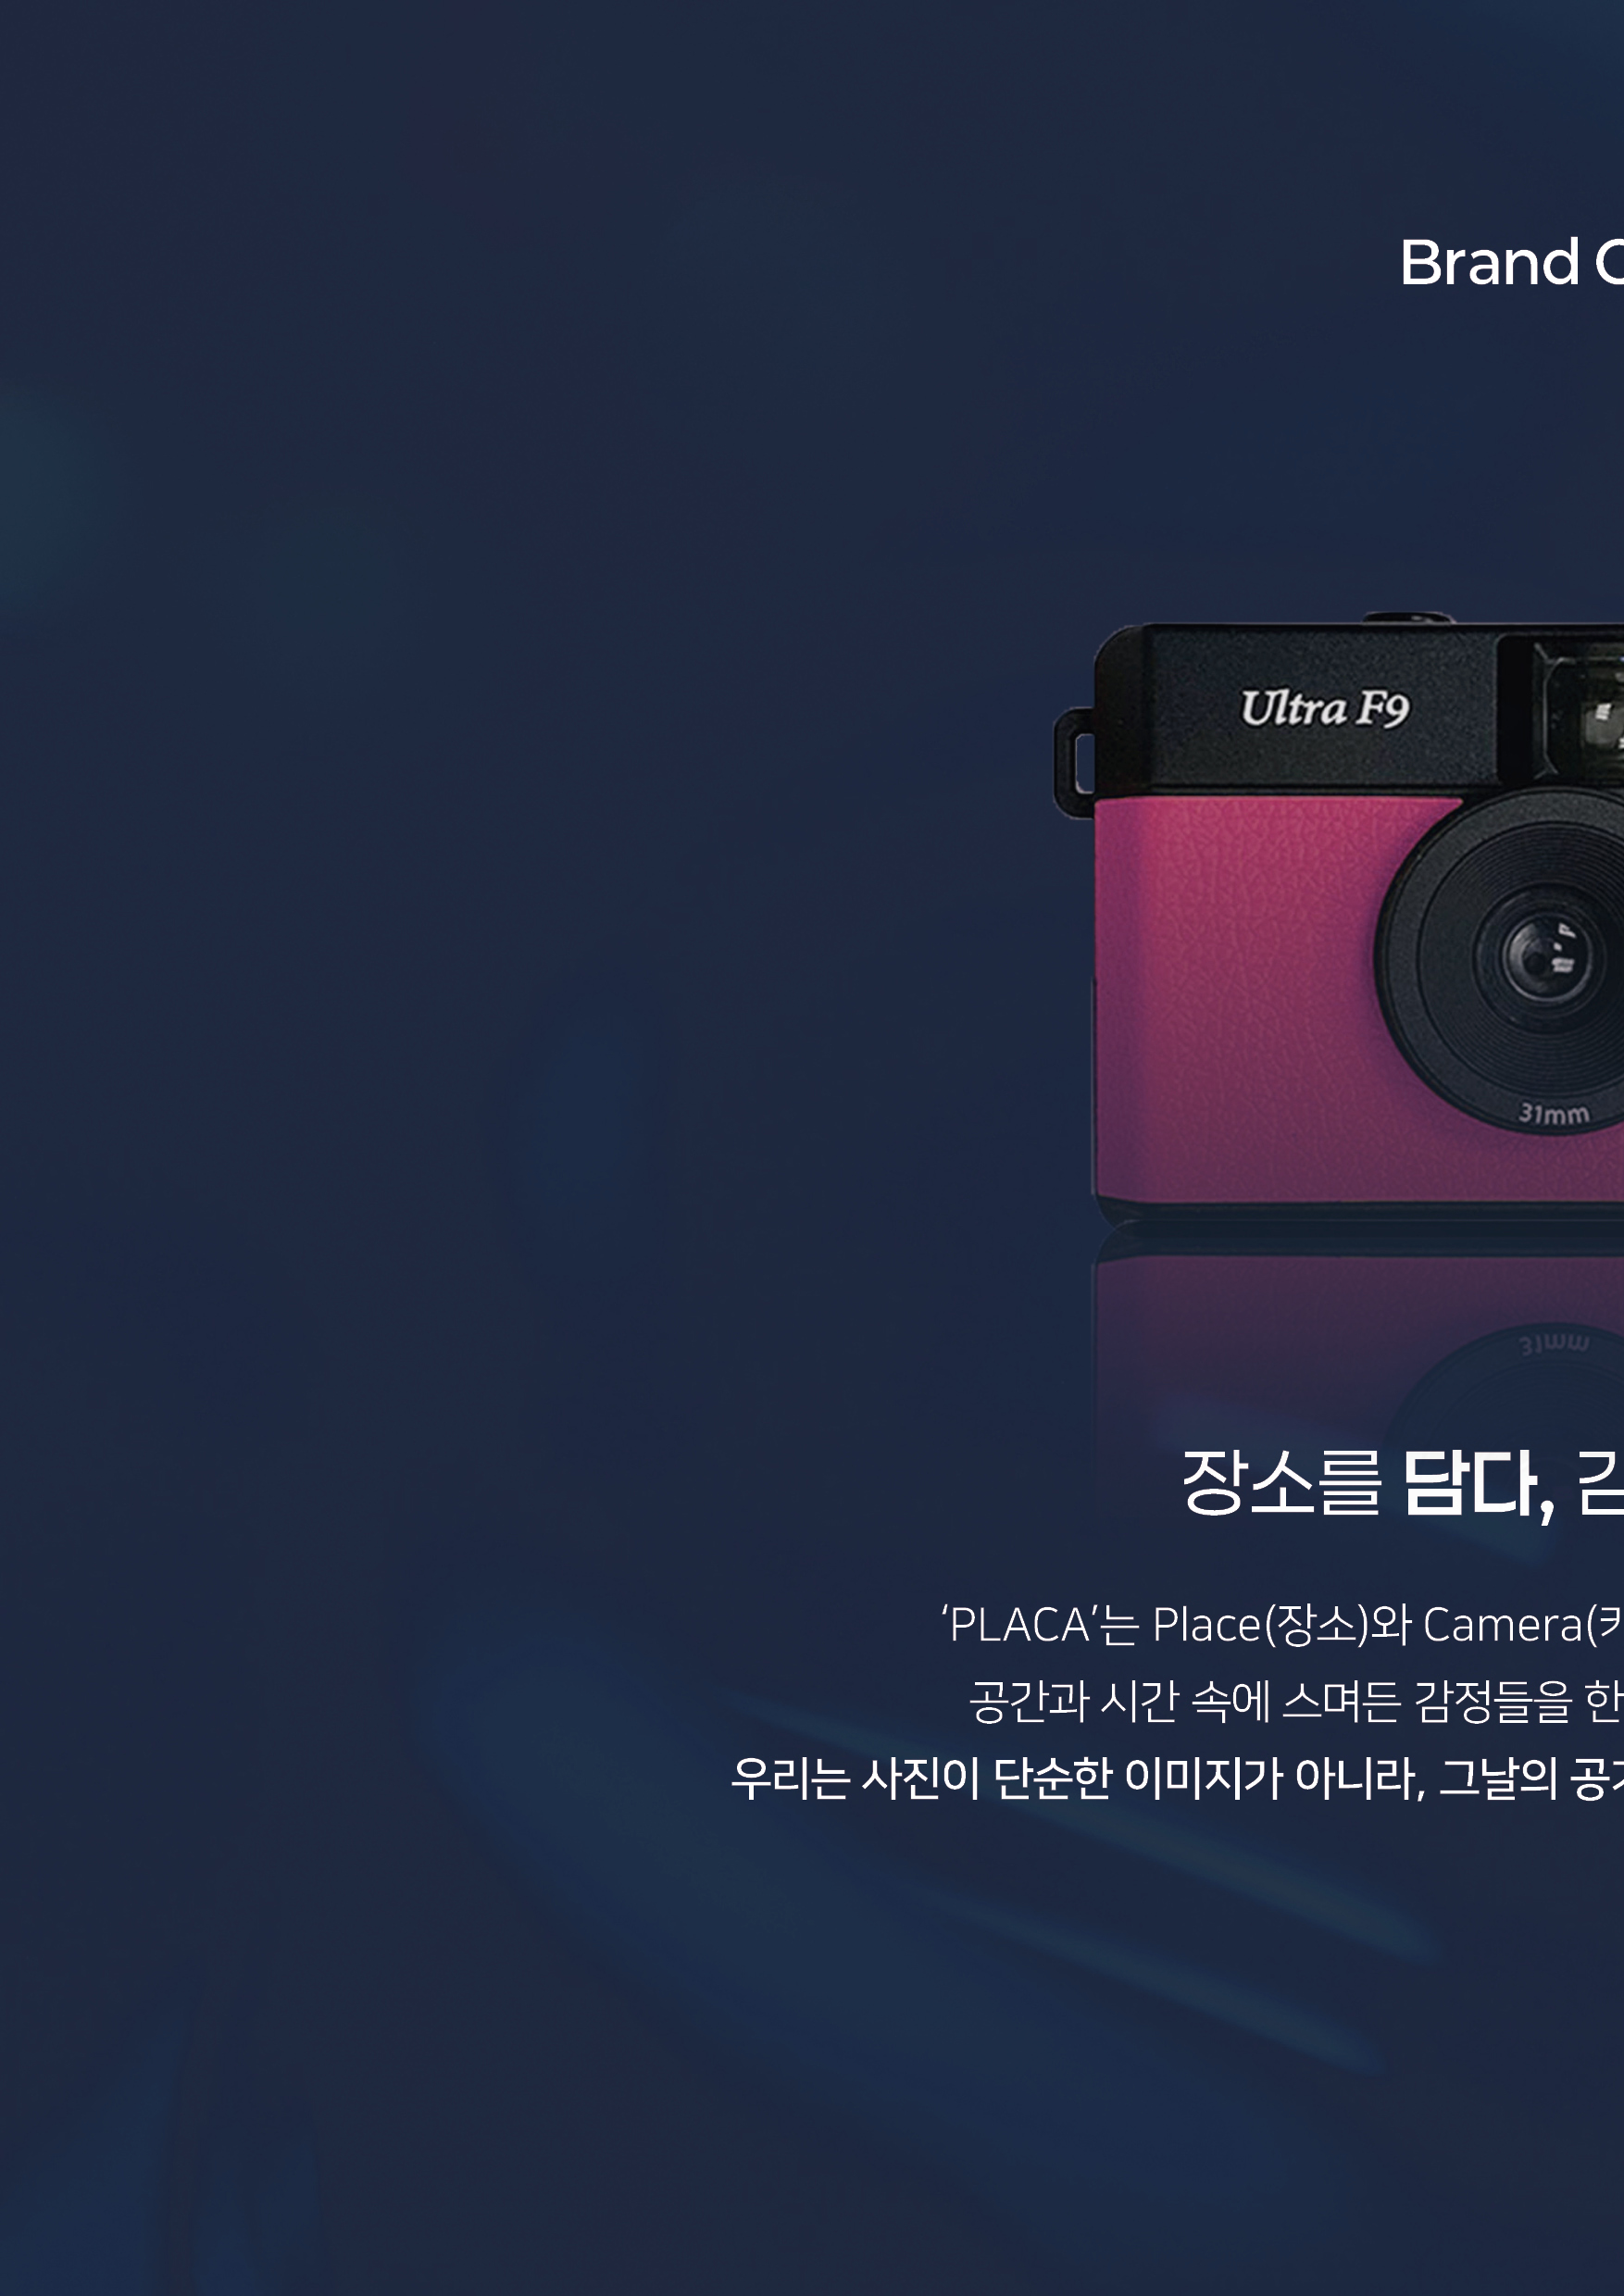 Brand
Ultra F9
31mm
장소를 담다,
‘PLACA’는 Place(장소)와 Camera(
공간과 시간 속에 스며든 감정들을 한
우리는 사진이 단순한 이미지가 아니라, 그날의